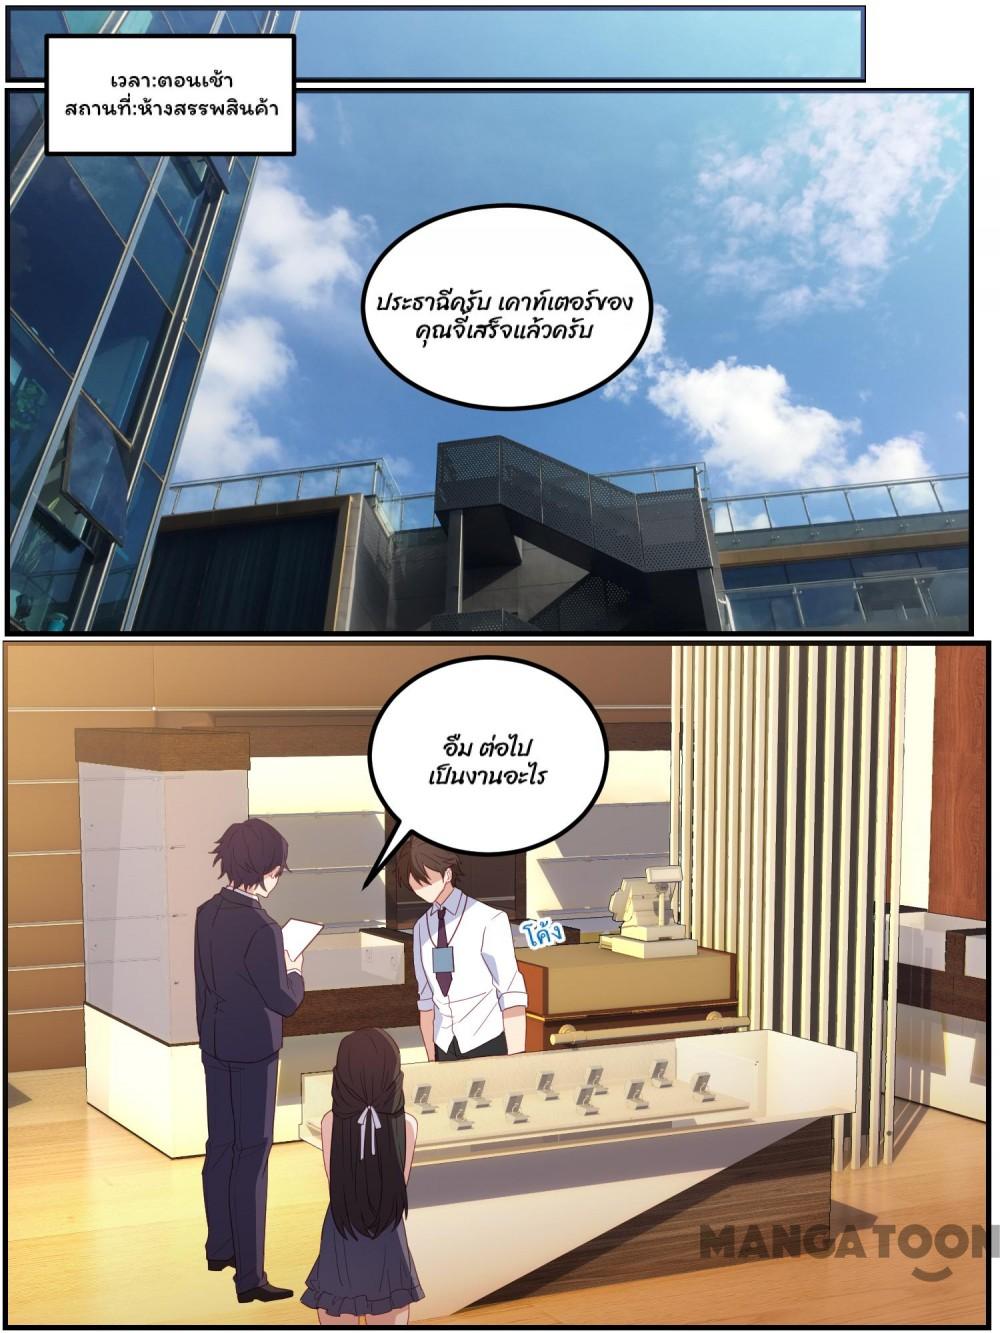 เวลา:ตอนเช้า
สถานที่:ห้างสรรพสินค้า
ประธาฉีครับ เคาท์เตอร์ของ
คุณจี้เสร็จแล้วครับ
อืม ต่อไป
เป็นงานอะไร
โค้ง
MANGATOON